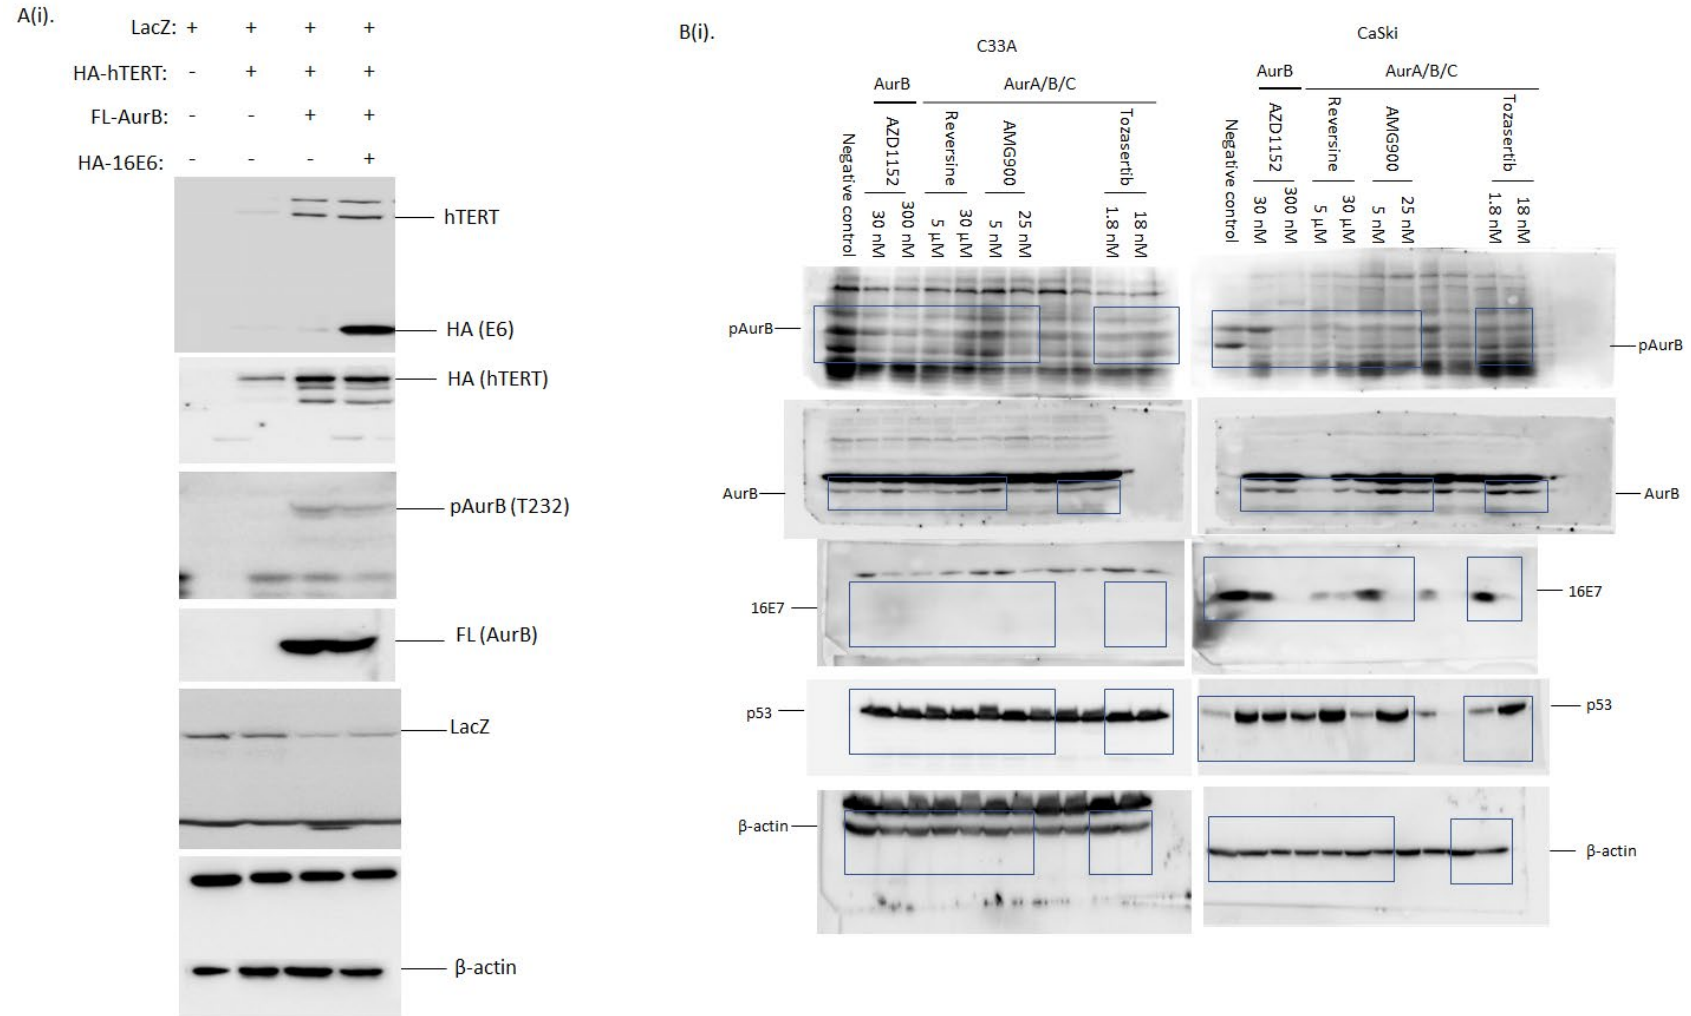 A(i).
LacZ: + + + +
HA-hTERT: - + + +
FL-AurB: - - + +
HA-16E6: - - - +
hTERT
HA (E6)
HA (hTERT)
pAurB (T232)
FL (AurB)
LacZ
β-actin
B(i).
C33A
AurB AurA/B/C
AZD1152 Reversine AMG900 Tozasertib
Negative control 30 nM 300 nM 5 µM 30 µM 5 nM 25 nM 1.8 nM 18 nM
CaSki
AurB AurA/B/C
AZD1152 Reversine AMG900 Tozasertib
Negative control 30 nM 300 nM 5 µM 30 µM 5 nM 25 nM 1.8 nM 18 nM
pAurB pAurB
AurB AurB
16E7 16E7
p53 p53
β-actin β-actin